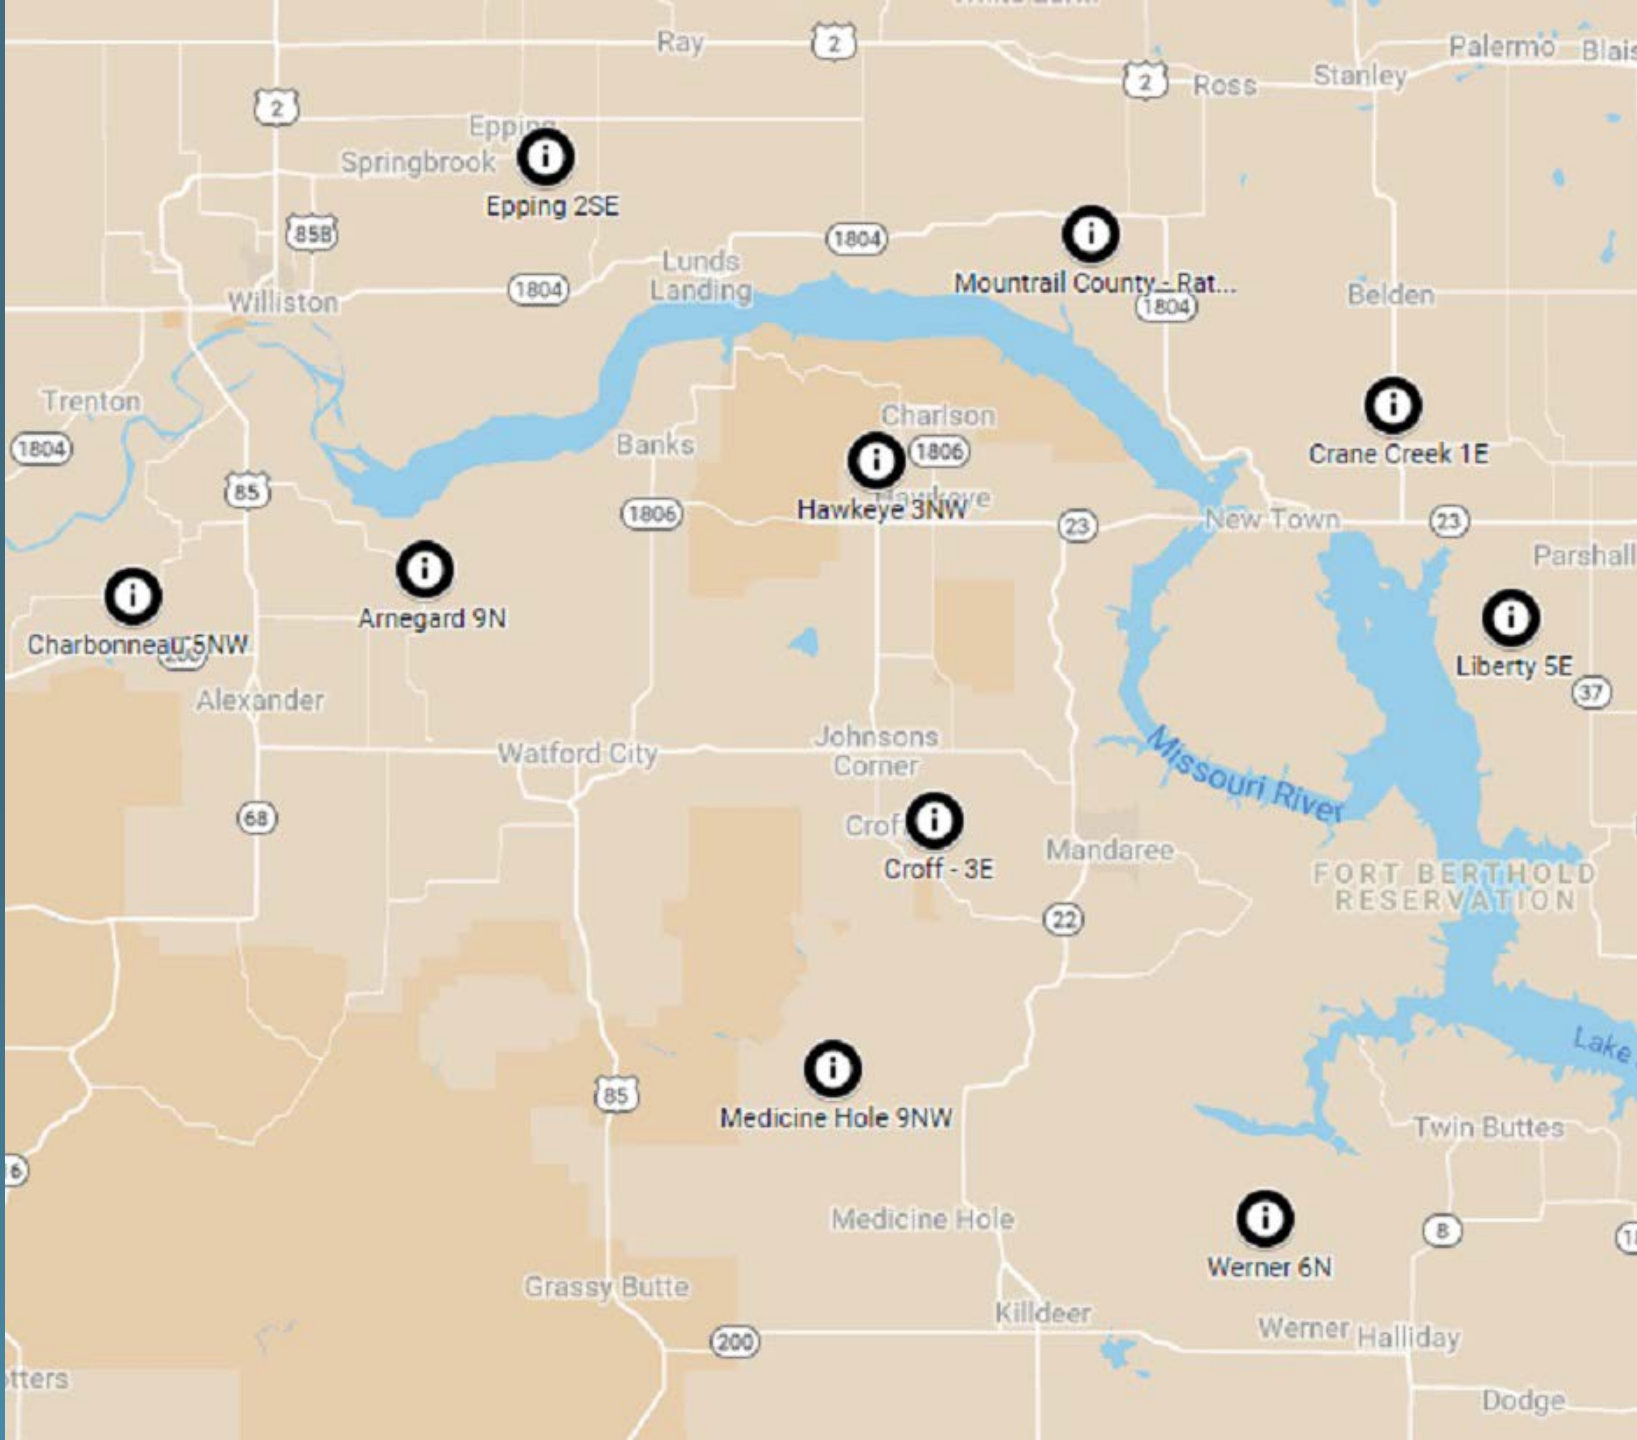 Ray
2
Palermo
2
Ross
Stanley
2
Epping
Springbrook
Epping 2SE
85B
1804
Lunds
Landing
1804
Mountrail County - Rat...
1804
Williston
Belden
Trenton
1804
Charlson
Banks
1806
Crane Creek 1E
85
1806
Hawkeye
Hawkeye 3NW
23
New Town
23
Parshall
Arnegard 9N
Charbonneau 5NW
200
Liberty 5E
37
Alexander
Watford City
Johnsons
Corner
Missouri River
68
Croff - 3E
Mandaree
FORT BERTHOLD
RESERVATION
22
Lake
85
Medicine Hole 9NW
Twin Buttes
Medicine Hole
8
Werner 6N
Grassy Butte
Killdeer
Werner
Halliday
200
Dodge